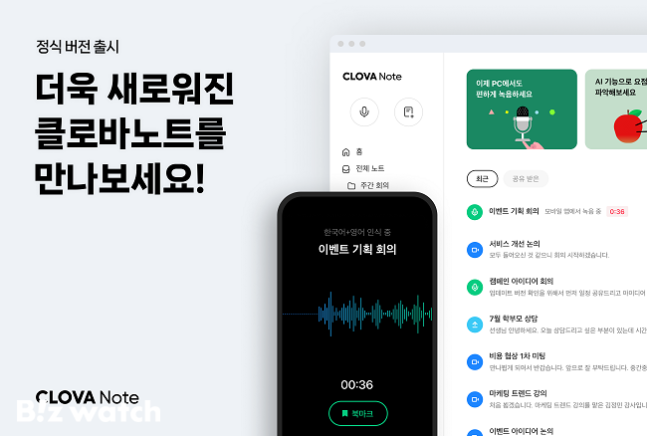 정식 버전 출시
더욱 새로워진
클로바노트를
만나보세요!
CLOVA Note
Biz watch
CLOVA Note
홈
전체 노트
주간 회의
이제 PC에서도
편하게 녹음하세요
AI 기능으로 요점
파악해보세요
최근
공유 받은
이벤트 기획 회의 모바일 앱에서 녹음 중 0:36
서비스 개선 논의
모두 들어오신 것 같으니 회의 시작하겠습니다.
캠페인 아이디어 회의
업데이트 버전 확인을 위해서 먼저 일정 공유드리고 아이디어
7월 학부모 상담
선생님 안녕하세요. 오늘 상담드리고 싶은 부분이 있는데 시간
비용 협상 1차 미팅
만나뵙게 되어서 반갑습니다. 앞으로 잘 부탁드립니다.
마케팅 트렌드 강의
처음 뵙겠습니다. 마케팅 트렌드 강의를 맡은 김정민 강사입니
이벤트 아이디어 논의
한국어+영어 인식 중
이벤트 기획 회의
00:36
북마크